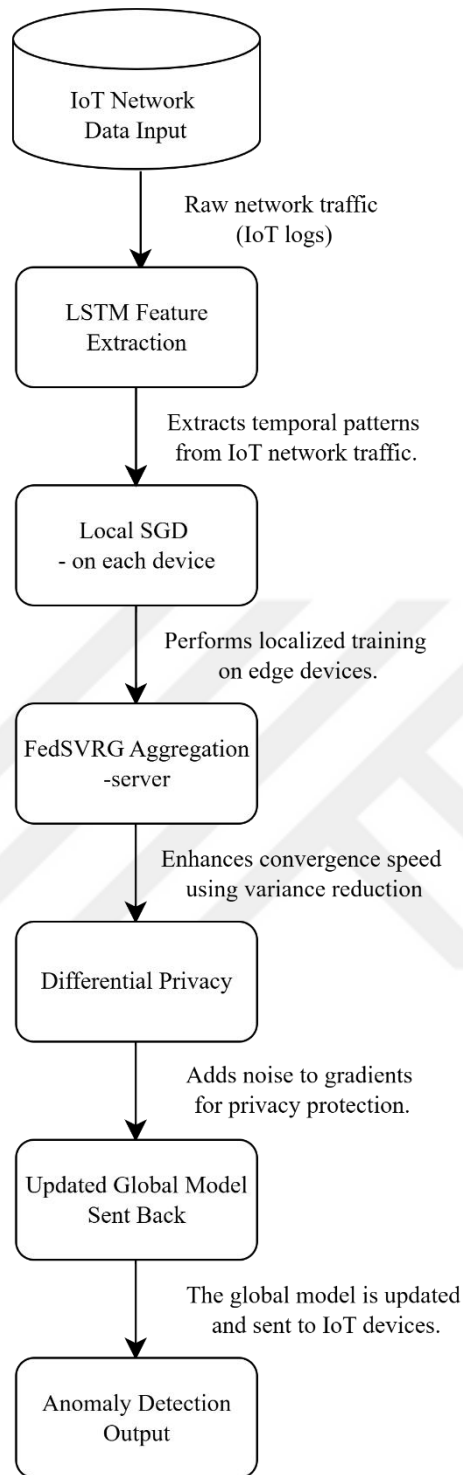 IoT Network
Data Input
Raw network traffic
(IoT logs)
LSTM Feature
Extraction
Extracts temporal patterns
from IoT network traffic.
Local SGD
- on each device
Performs localized training
on edge devices.
FedSVRG Aggregation
-server
Enhances convergence speed
using variance reduction
Differential Privacy
Adds noise to gradients
for privacy protection.
Updated Global Model
Sent Back
The global model is updated
and sent to IoT devices.
Anomaly Detection
Output